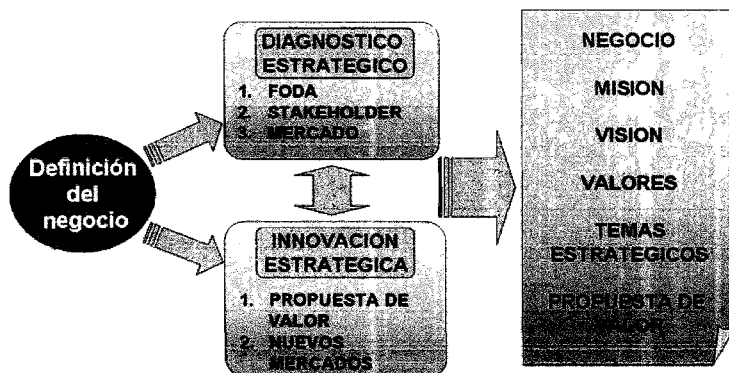 Definición
del
negocio
DIAGNOSTICO
ESTRATEGICO
1. FODA
2. STAKEHOLDER
3. MERCADO
INNOVACION
ESTRATEGICA
1. PROPUESTA DE
VALOR
2. NUEVOS
MERCADOS
NEGOCIO
MISION
VISION
VALORES
TEMAS
ESTRATEGICOS
PROPUESTA DE
VALOR